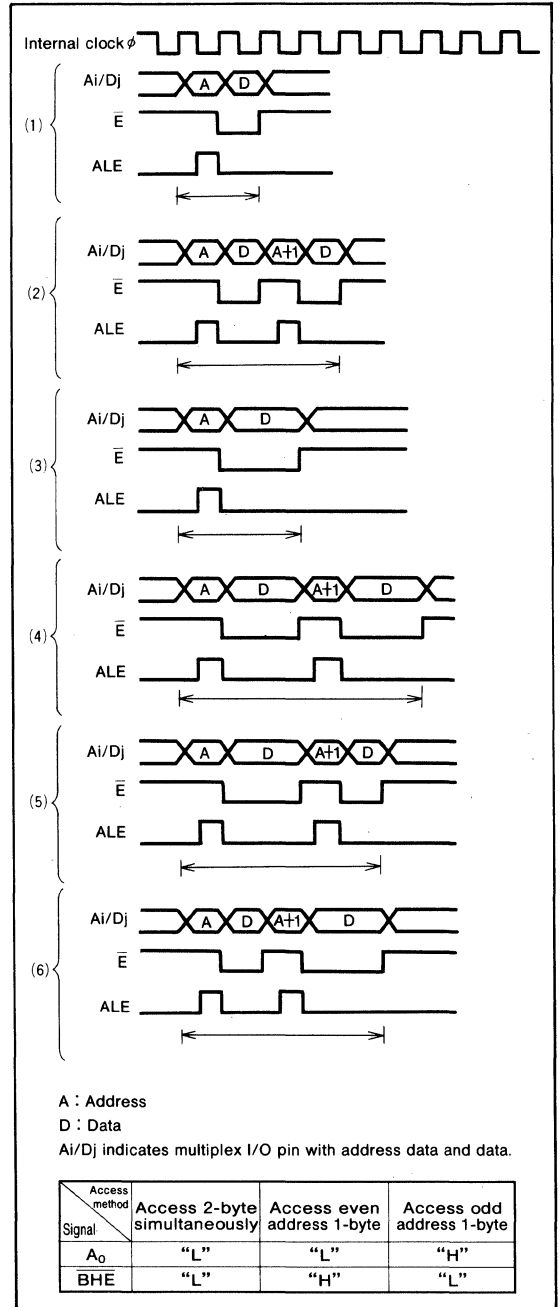 Internal clock ϕ
(1)
Ai/Dj A D
E̅
ALE
(2)
Ai/Dj A D A+1 D
E̅
ALE
(3)
Ai/Dj A D
E̅
ALE
(4)
Ai/Dj A D A+1 D
E̅
ALE
(5)
Ai/Dj A D A+1 D
E̅
ALE
(6)
Ai/Dj A D A+1 D
E̅
ALE
A : Address
D : Data
Ai/Dj indicates multiplex I/O pin with address data and data.
Access method
Signal
Access 2-byte simultaneously
Access even address 1-byte
Access odd address 1-byte
A₀ “L” “L” “H”
B̅H̅E̅ “L” “H” “L”